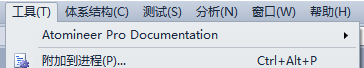 工具(T) 体系结构(C) 测试(S) 分析(N) 窗口(W) 帮助(H)
Atomineer Pro Documentation
附加到进程(P)... Ctrl+Alt+P